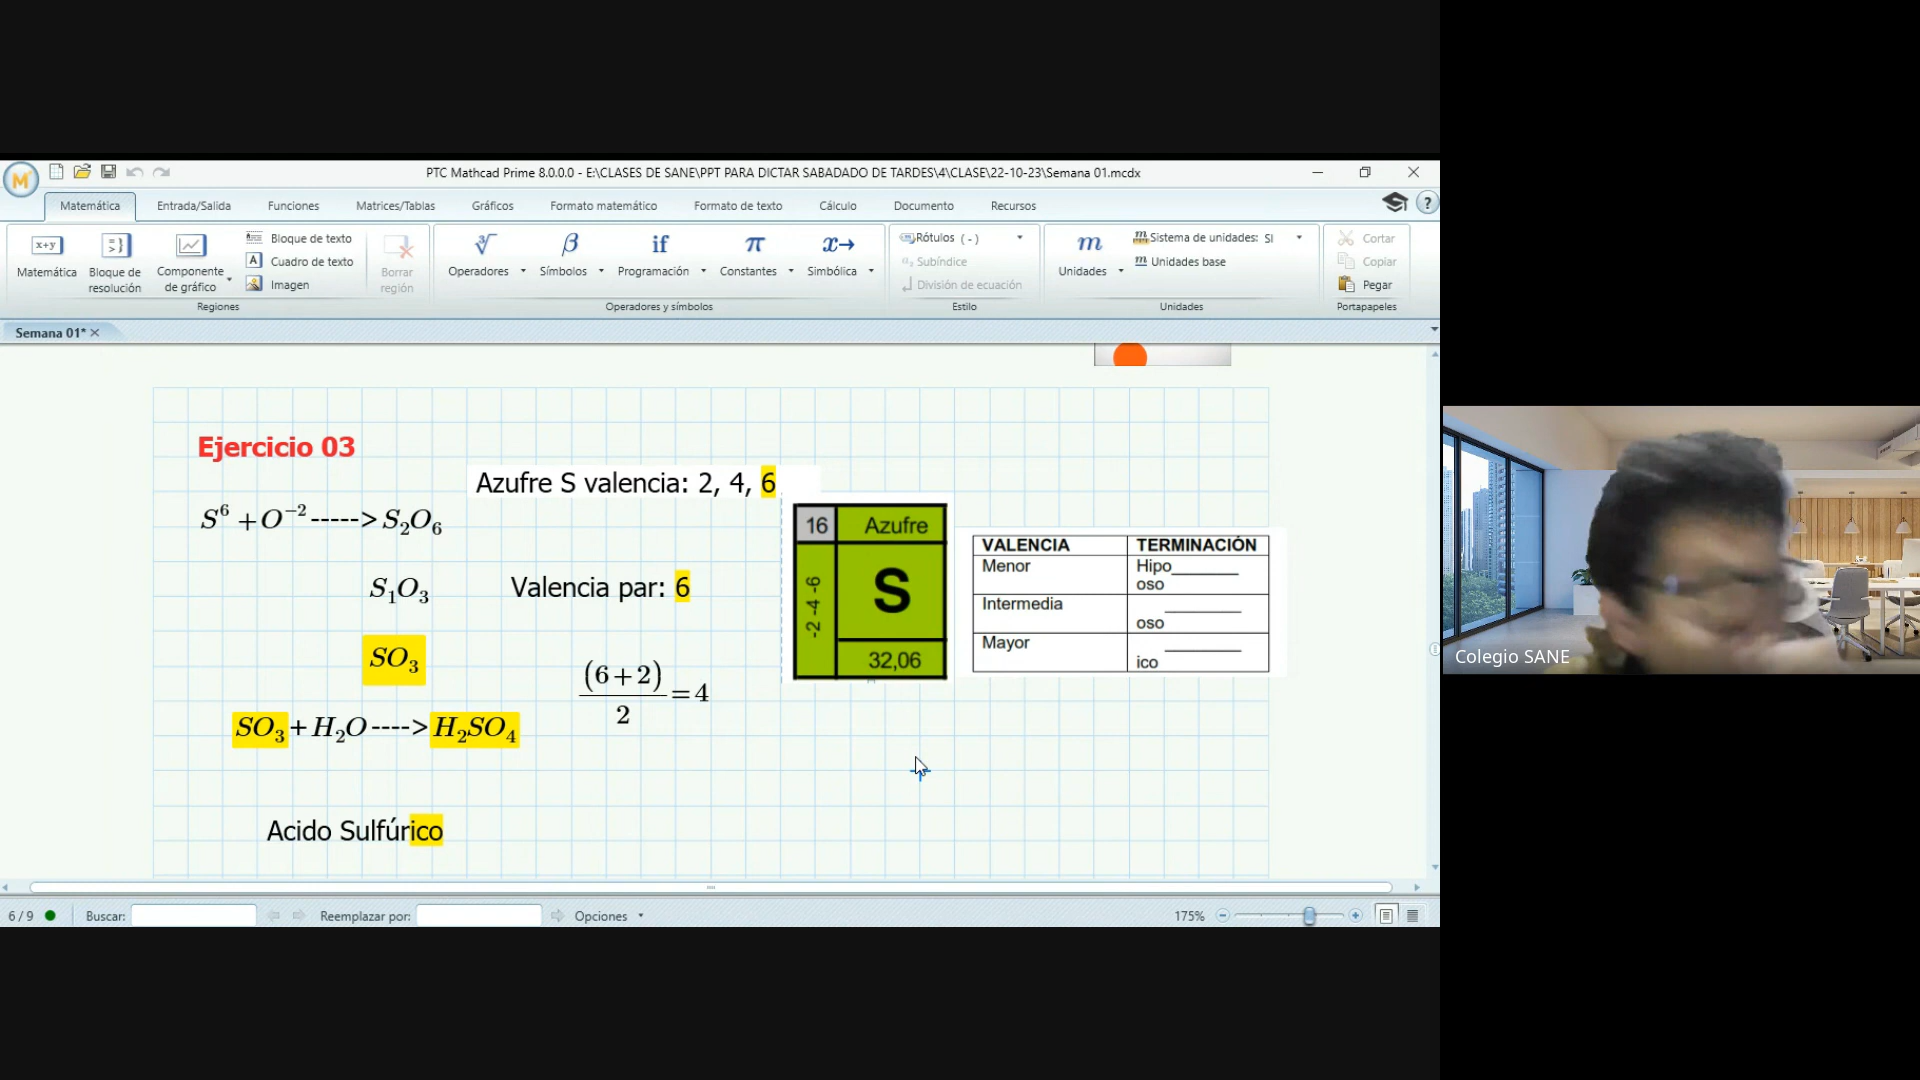 PTC Mathcad Prime 8.0.0.0 - E:\CLASES DE SANE\PPT PARA DICTAR SABADADO DE TARDES\4\CLASE\22-10-23\Semana 01.mcdx
Matemática Entrada/Salida Funciones Matrices/Tablas Gráficos Formato matemático Formato de texto Cálculo Documento Recursos
Matemática
Bloque de resolución
Componente de gráfico
Bloque de texto
Cuadro de texto
Imagen
Borrar región
Regiones
Operadores Símbolos Programación Constantes Simbólica
Operadores y símbolos
Rótulos (-)
Subíndice
División de ecuación
Estilo
Unidades
Sistema de unidades: SI
Unidades base
Unidades
Cortar
Copiar
Pegar
Portapapeles
Semana 01*
Ejercicio 03
Azufre S valencia: 2, 4, 6
S⁶ + O⁻² -----> S₂O₆
S₁O₃
Valencia par: 6
SO₃
(6+2)/2 = 4
SO₃ + H₂O ----> H₂SO₄
Acido Sulfúrico
16 Azufre
-2 -4 -6
S
32,06
VALENCIA TERMINACIÓN
Menor Hipo_______ oso
Intermedia ________ oso
Mayor ________ ico
Colegio SANE
6 / 9 Buscar: Reemplazar por: Opciones 175%